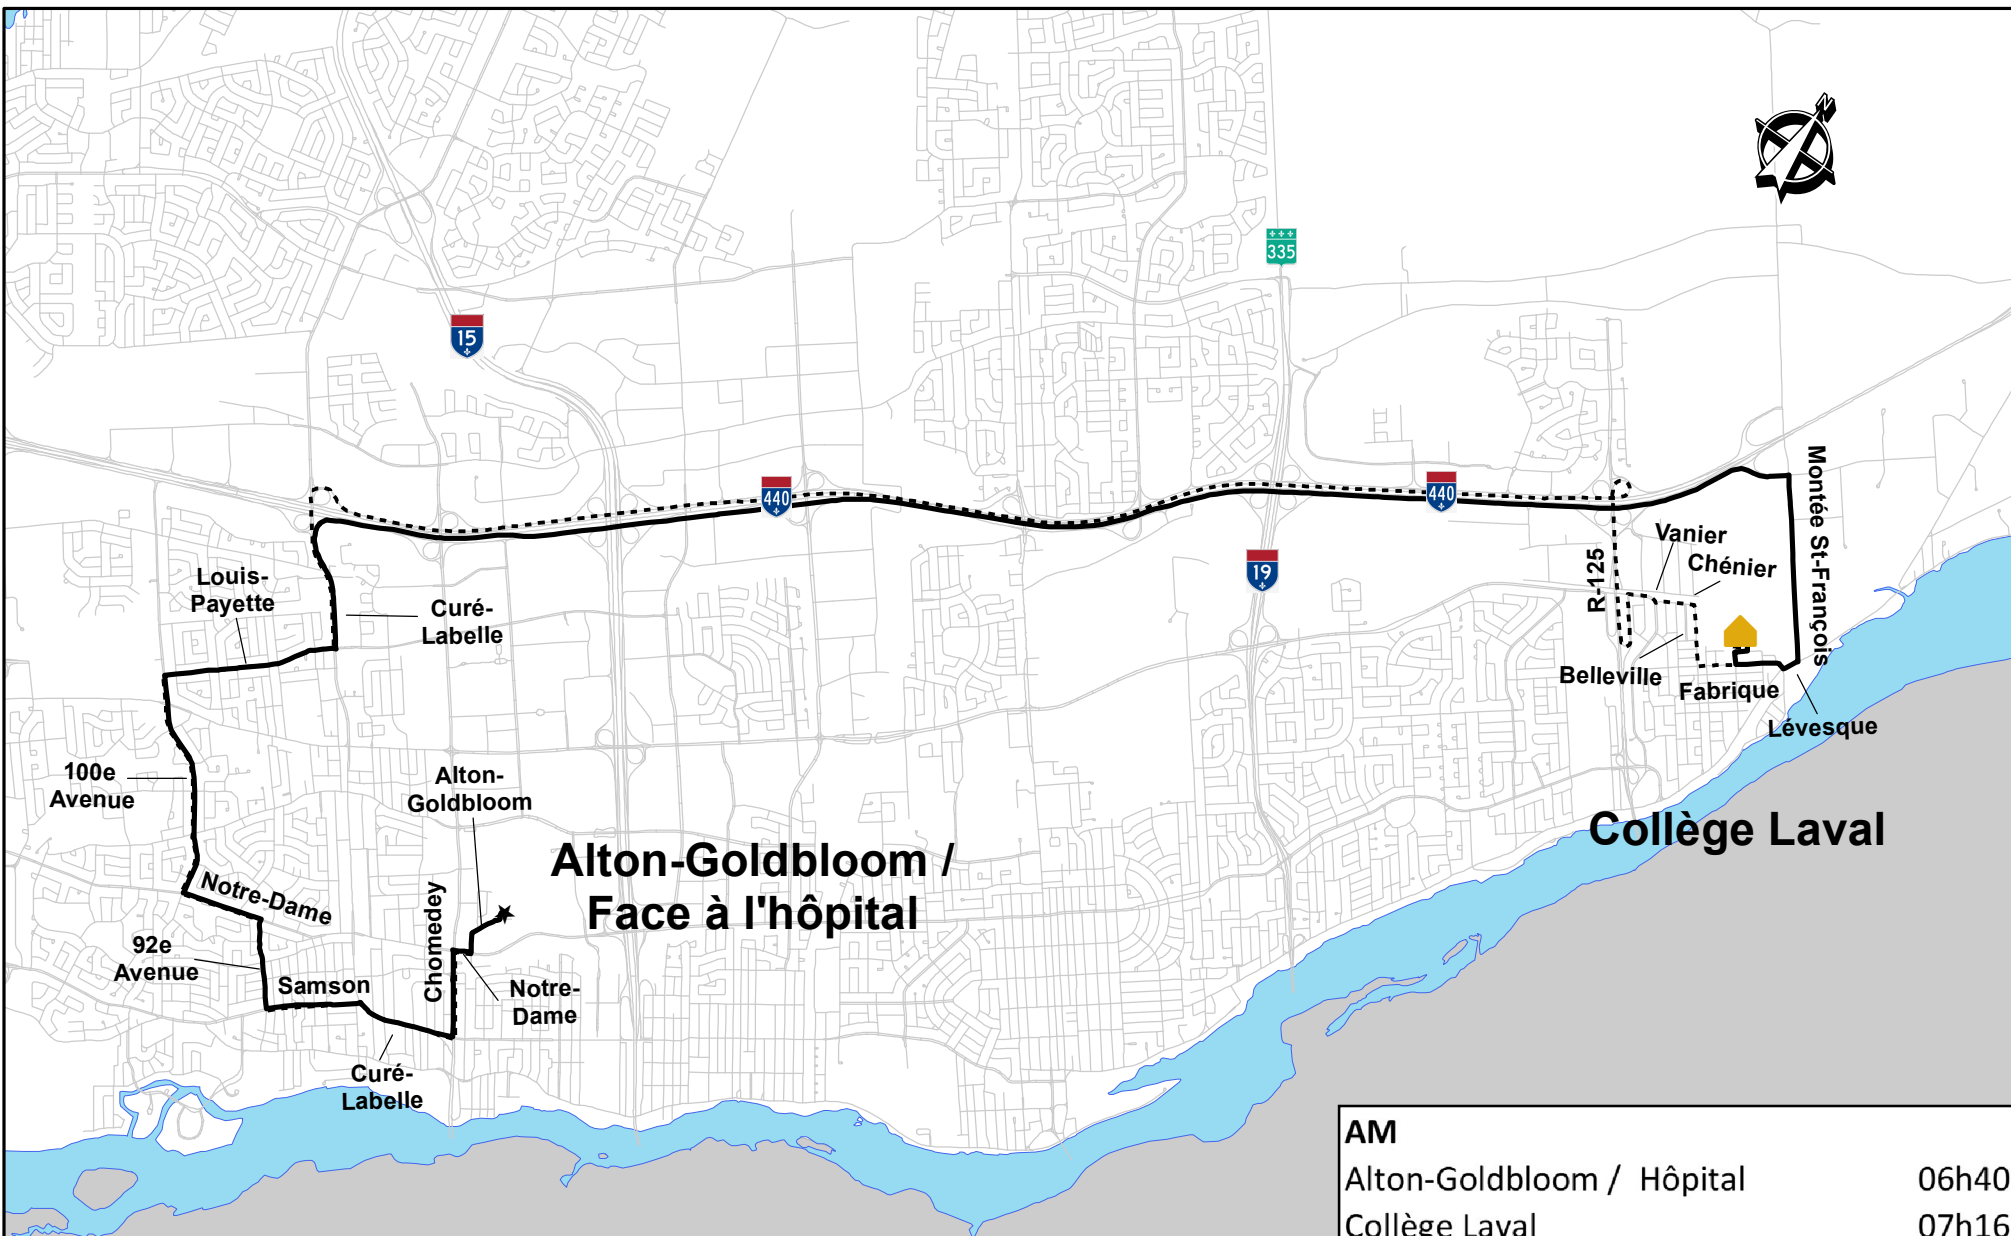 N
335
15
440
440
19
Montée St-François
Vanier
Chénier
R-125
Louis-
Payette
Curé-
Labelle
Belleville
Fabrique
Lévesque
100e
Avenue
Alton-
Goldbloom
Collège Laval
Alton-Goldbloom /
Face à l'hôpital
Notre-Dame
Chomedey
92e
Avenue
Samson
Notre-
Dame
Curé-
Labelle
AM
Alton-Goldbloom / Hôpital 06h40
Collège Laval 07h16